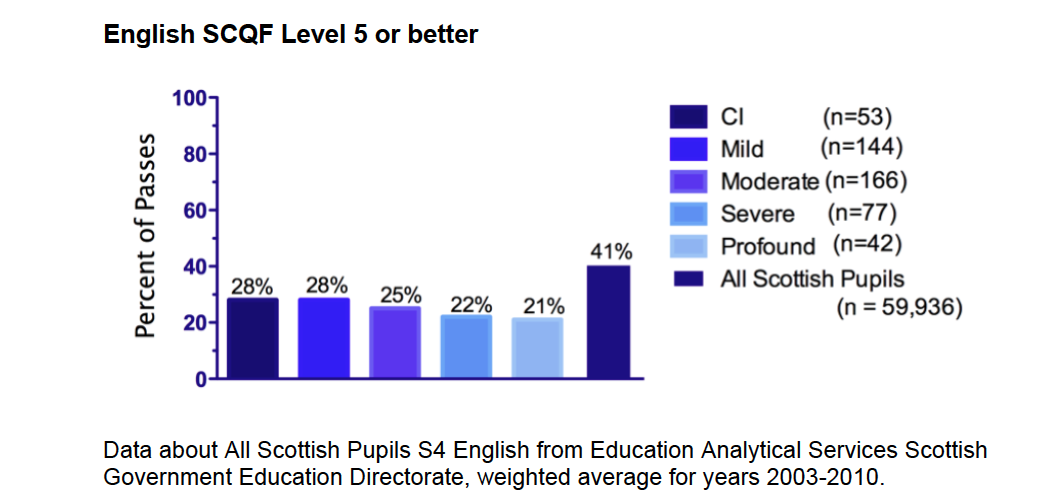 English SCQF Level 5 or better
Percent of Passes
100
80
60
40
20
0
28%
28%
25%
22%
21%
41%
CI (n=53)
Mild (n=144)
Moderate (n=166)
Severe (n=77)
Profound (n=42)
All Scottish Pupils
(n = 59,936)
Data about All Scottish Pupils S4 English from Education Analytical Services Scottish
Government Education Directorate, weighted average for years 2003-2010.